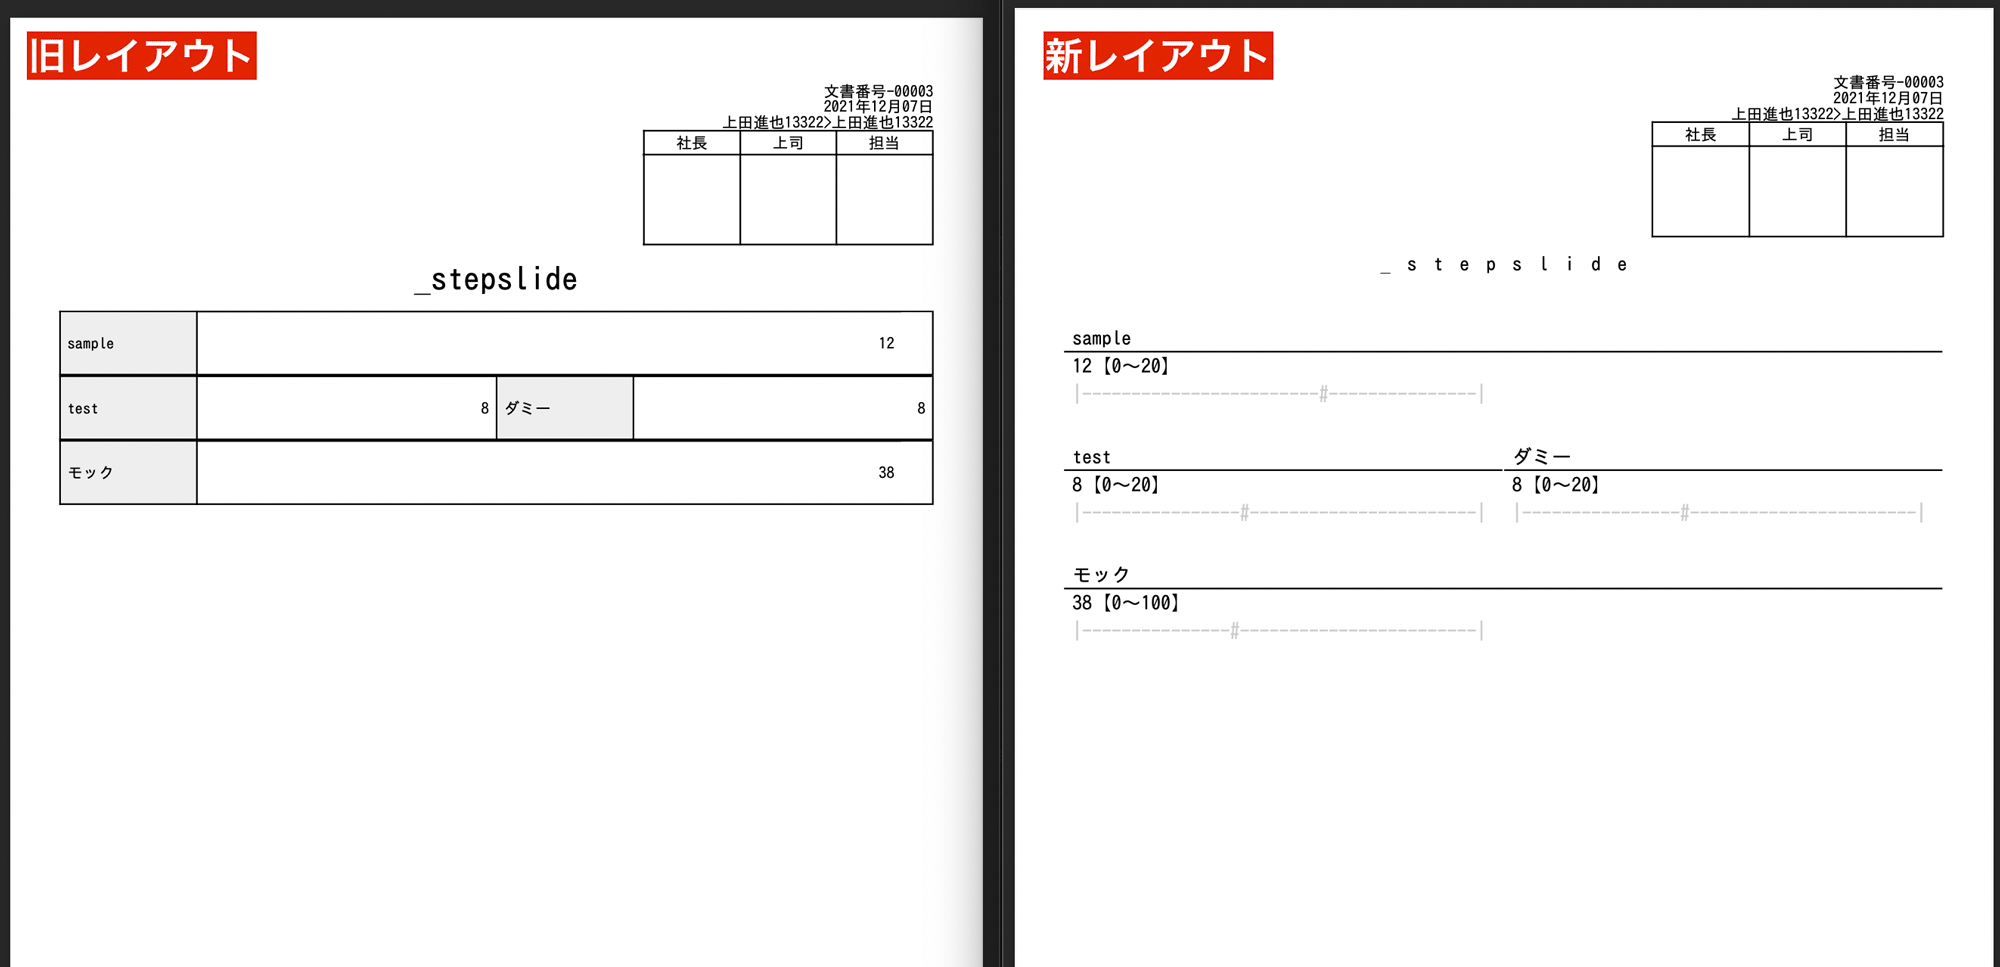 旧レイアウト
文書番号-00003
2021年12月07日
上田進也13322>上田進也13322
社長 上司 担当
_stepslide
sample 12
test 8 ダミー 8
モック 38
新レイアウト
文書番号-00003
2021年12月07日
上田進也13322>上田進也13322
社長 上司 担当
_ s t e p s l i d e
sample
12【0〜20】
|------------------------#---------------|
test ダミー
8【0〜20】 8【0〜20】
|----------------#-----------------------| |----------------#-----------------------|
モック
38【0〜100】
|---------------#------------------------|